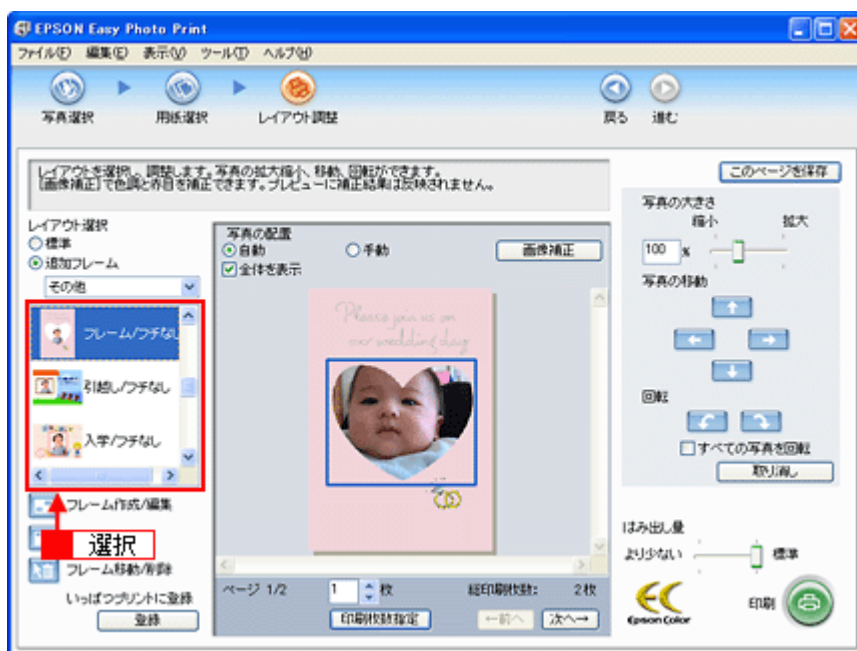 EPSON Easy Photo Print
ファイル(F) 編集(E) 表示(V) ツール(T) ヘルプ(H)
写真選択 用紙選択 レイアウト調整 戻る 進む
レイアウトを選択し、調整します。写真の拡大縮小、移動、回転ができます。
[画像補正]で色調と赤目を補正できます。プレビューに補正結果は反映されません。
このページを保存
レイアウト選択
標準
追加フレーム
その他
フレーム/フチなし
引越し/フチなし
入学/フチなし
フレーム作成/編集
選択
フレーム移動/削除
いっぱつプリントに登録
登録
写真の配置
自動 手動 画像補正
全体を表示
Please join us on
our wedding day
ページ 1/2 1 枚 総印刷枚数: 2枚
印刷枚数指定 ←前へ 次へ→
写真の大きさ
縮小 拡大
100 %
写真の移動
回転
すべての写真を回転
取り消し
はみ出し量
より少ない 標準
Epson Color
印刷